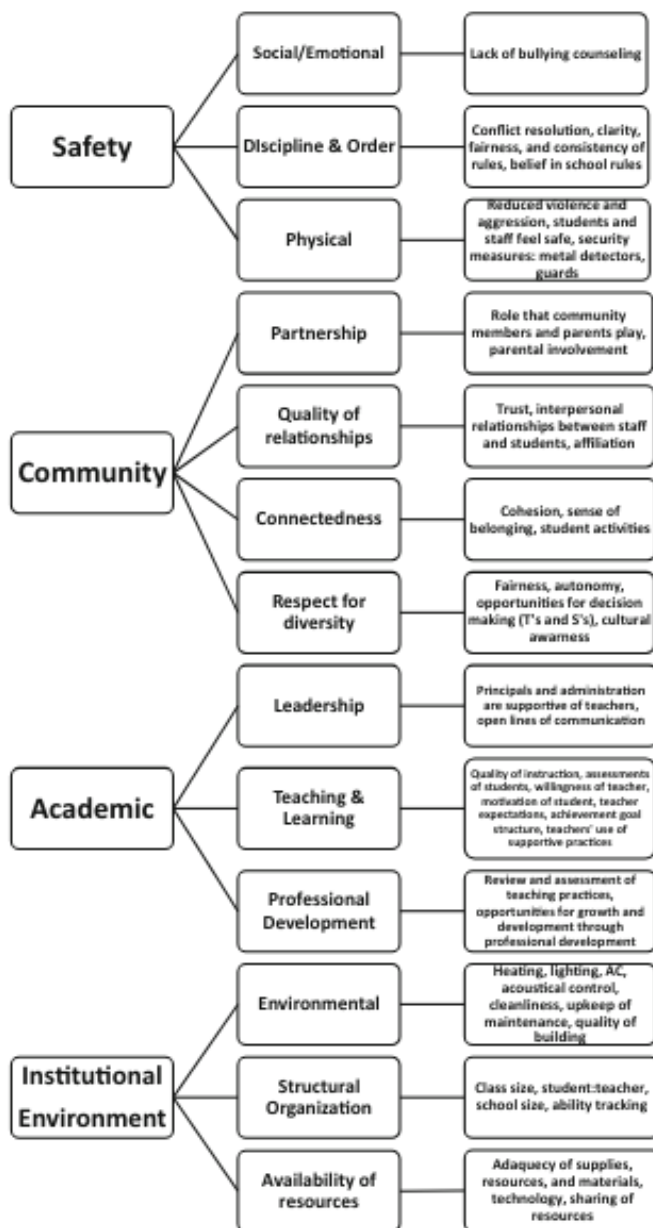 Safety
Social/Emotional
Lack of bullying counseling
DIscipline & Order
Conflict resolution, clarity,
fairness, and consistency of
rules, belief in school rules
Physical
Reduced violence and
aggression, students and
staff feel safe, security
measures: metal detectors,
guards
Community
Partnership
Role that community
members and parents play,
parental involvement
Quality of
relationships
Trust, interpersonal
relationships between staff
and students, affiliation
Connectedness
Cohesion, sense of
belonging, student activities
Respect for
diversity
Fairness, autonomy,
opportunities for decision
making (T's and S's), cultural
awarness
Academic
Leadership
Principals and administration
are supportive of teachers,
open lines of communication
Teaching &
Learning
Quality of instruction, assessments
of students, willingness of teacher,
motivation of student, teacher
expectations, achievement goal
structure, teachers' use of
supportive practices
Professional
Development
Review and assessment of
teaching practices,
opportunities for growth and
development through
professional development
Institutional
Environment
Environmental
Heating, lighting, AC,
acoustical control,
cleanliness, upkeep of
maintenance, quality of
building
Structural
Organization
Class size, student:teacher,
school size, ability tracking
Availability of
resources
Adaquecy of supplies,
resources, and materials,
technology, sharing of
resources